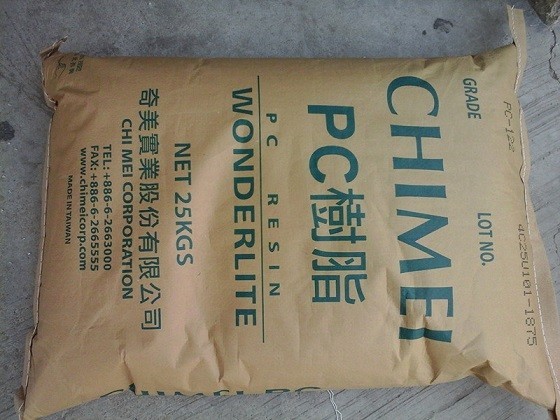 GRADE PC-122
LOT NO. 4C25U101-1875
CHIMEI
PC樹脂
PC RESIN
WONDERLITE
NET 25KGS
奇美實業股份有限公司
CHI MEI CORPORATION
TEL: +886-6-2663000
FAX: +886-6-2665555
www.chimeicorp.com
MADE IN TAIWAN
CHIMEI PC